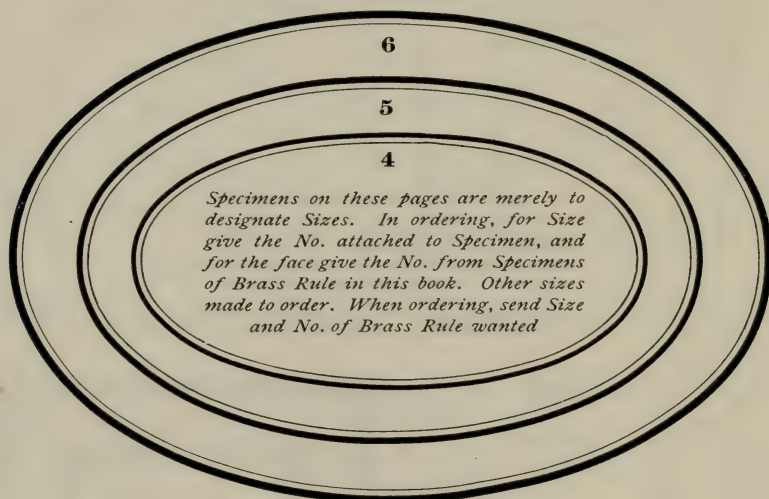 6
5
4
Specimens on these pages are merely to
designate Sizes. In ordering, for Size
give the No. attached to Specimen, and
for the face give the No. from Specimens
of Brass Rule in this book. Other sizes
made to order. When ordering, send Size
and No. of Brass Rule wanted